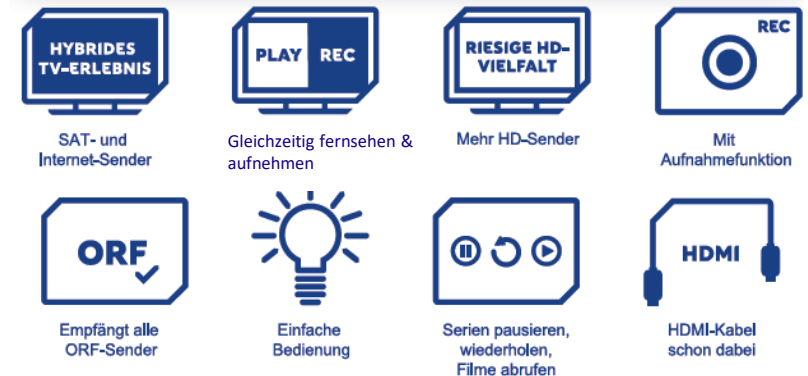 HYBRIDES
TV-ERLEBNIS
SAT- und
Internet-Sender
PLAY REC
Gleichzeitig fernsehen &
aufnehmen
RIESIGE HD-
VIELFALT
Mehr HD-Sender
REC
Mit
Aufnahmefunktion
ORF
Empfängt alle
ORF-Sender
Einfache
Bedienung
Serien pausieren,
wiederholen,
Filme abrufen
HDMI
HDMI-Kabel
schon dabei